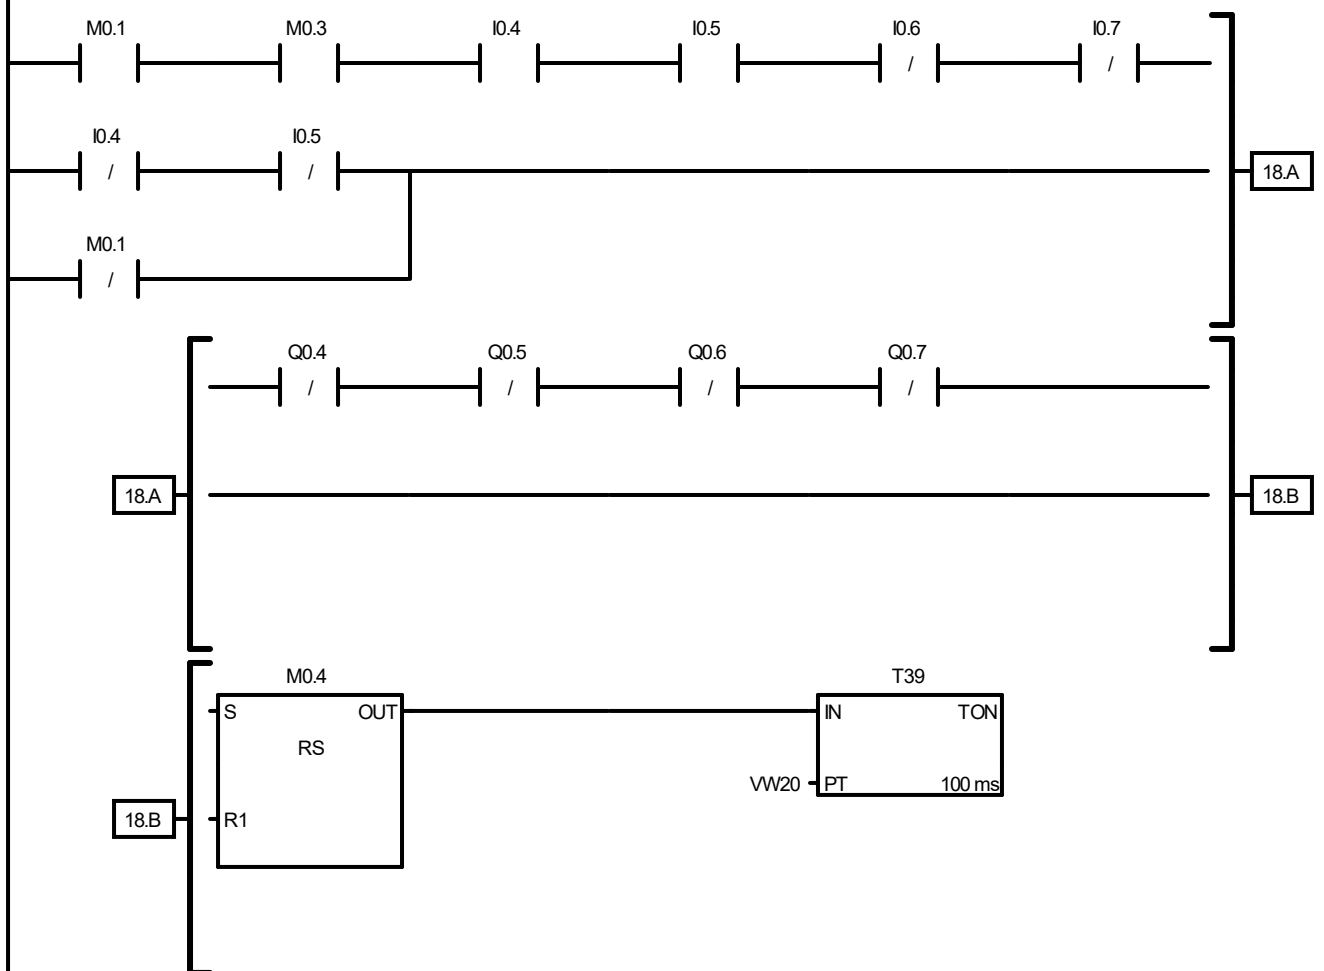 M0.1 M0.3 I0.4 I0.5 I0.6 I0.7
/ /
I0.4 I0.5
/ / 18.A
M0.1
/
Q0.4 Q0.5 Q0.6 Q0.7
/ / / /
18.A 18.B
M0.4 T39
S OUT IN TON
RS
VW20 PT 100 ms
18.B R1